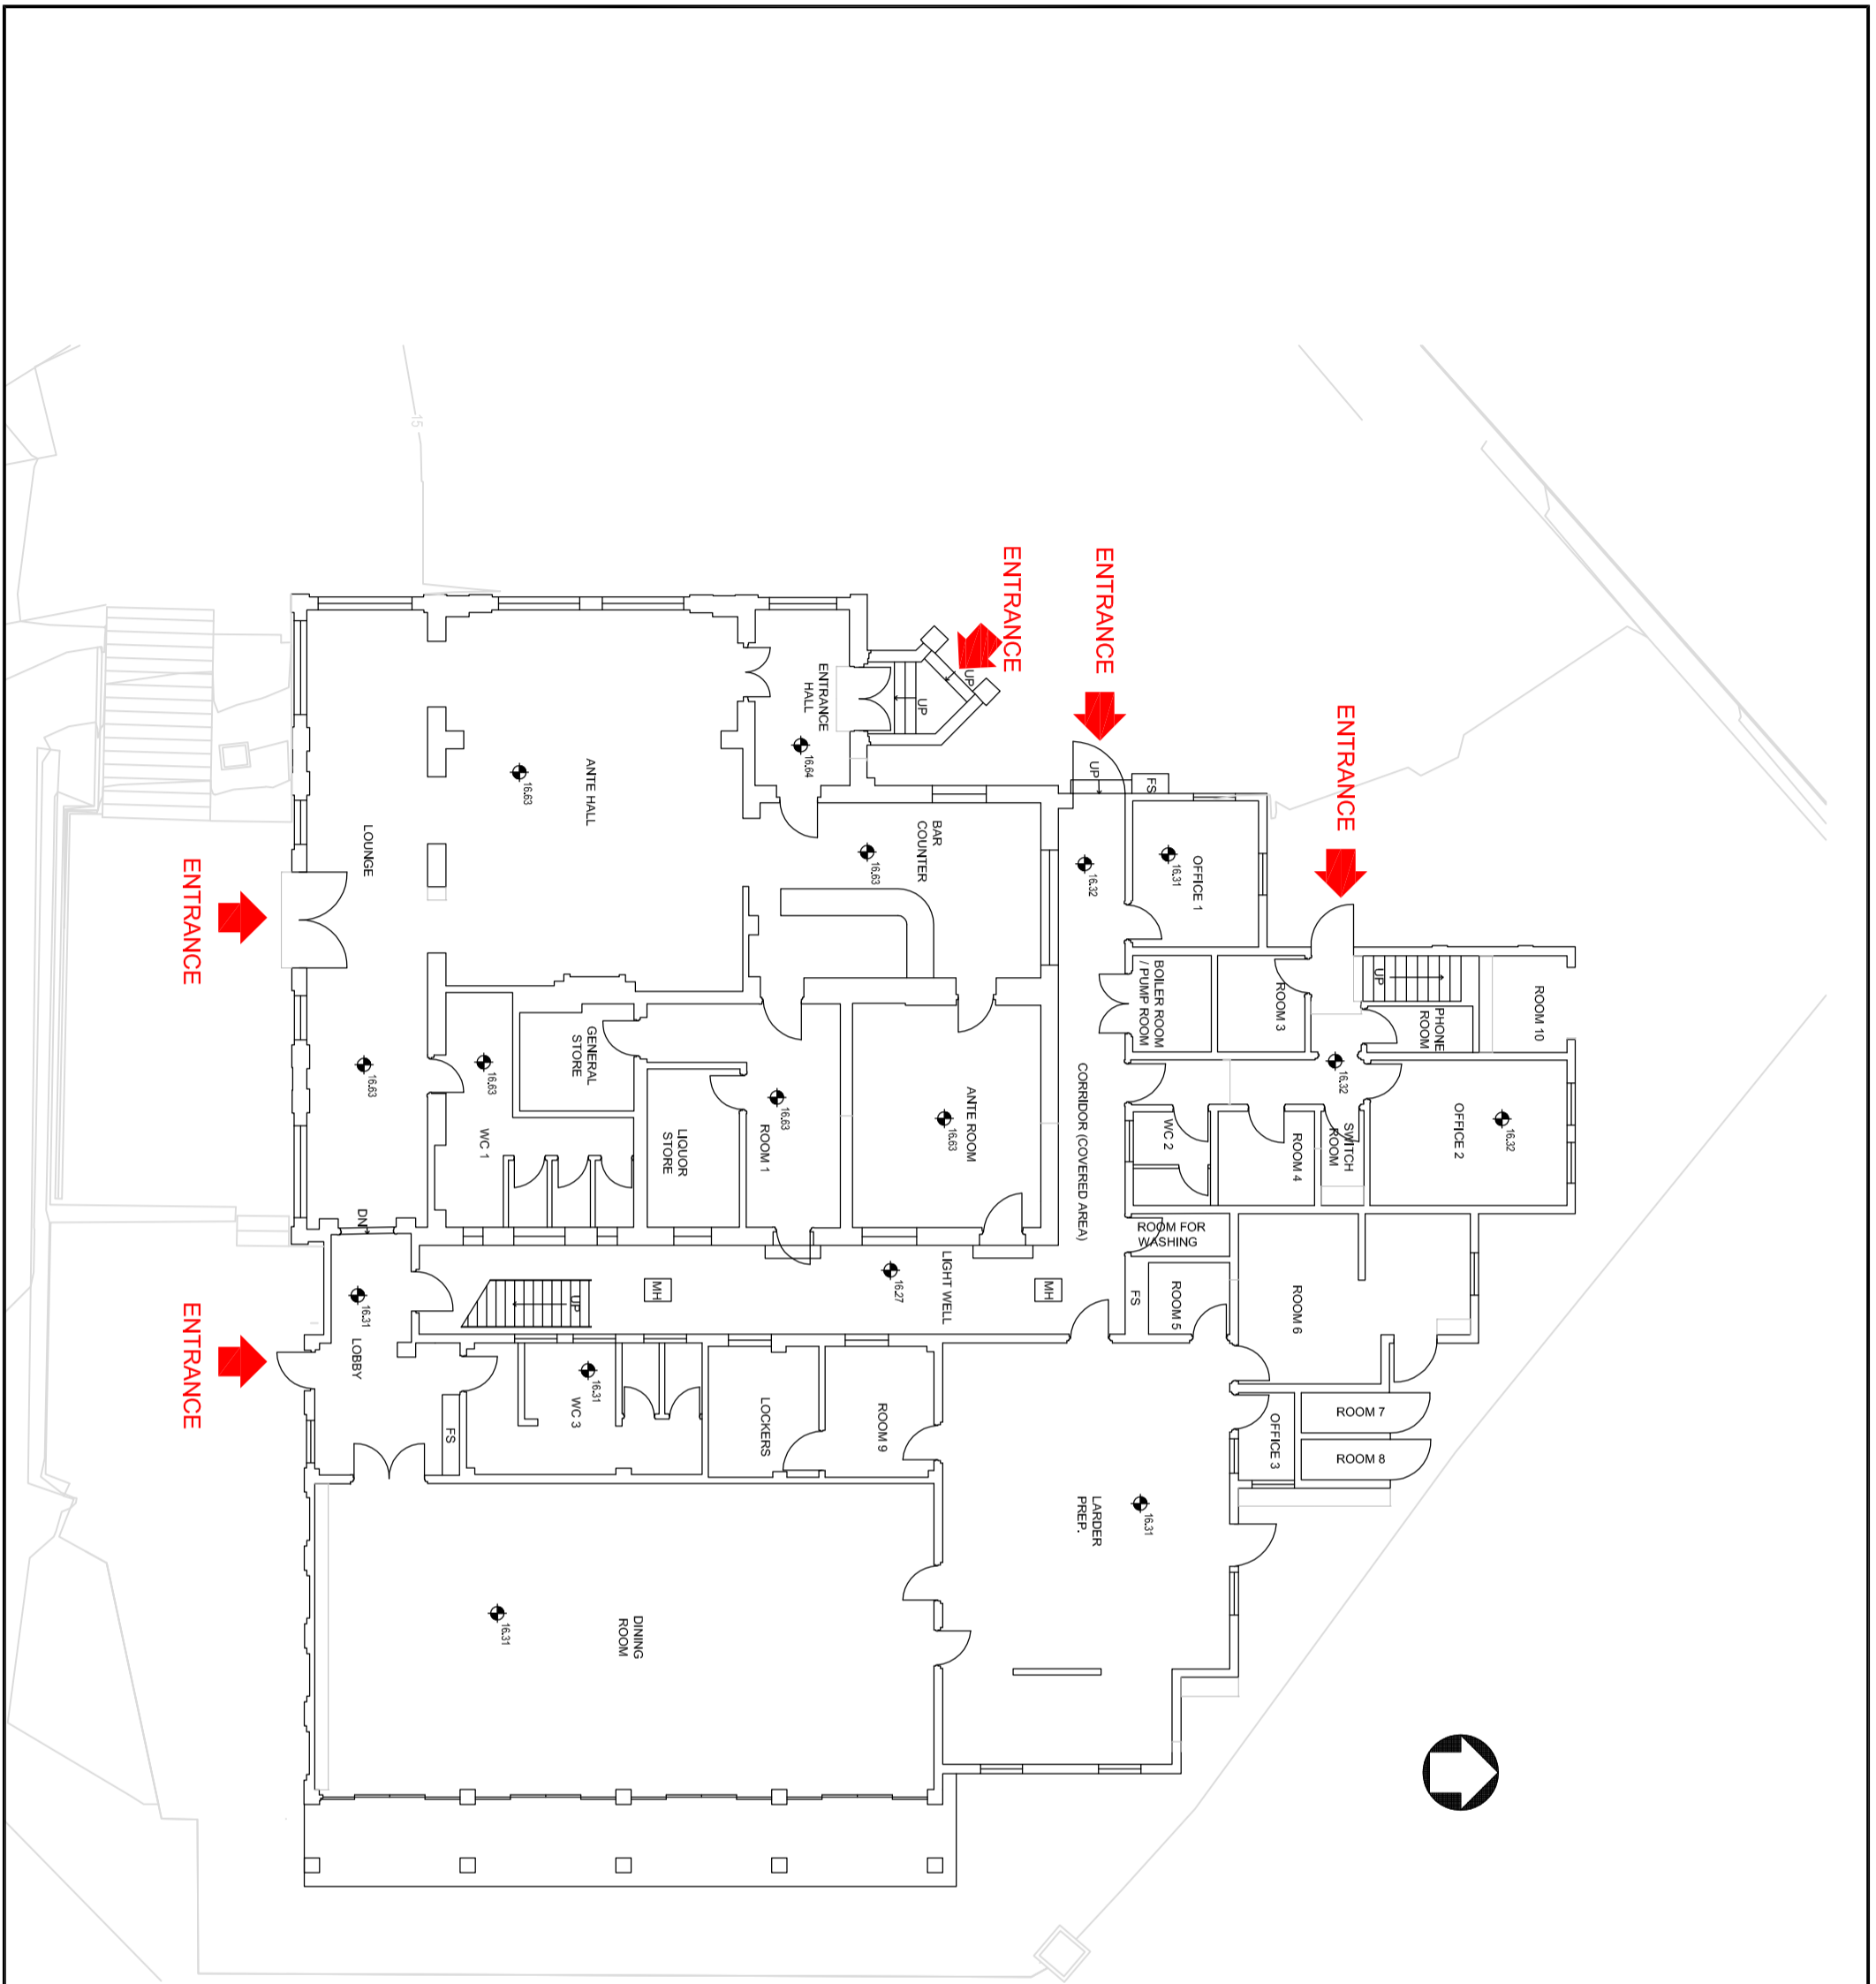 15
ENTRANCE
ENTRANCE
ENTRANCE
ENTRANCE
ENTRANCE
UP
UP
ENTRANCE
HALL
16.64
ANTE HALL
16.63
LOUNGE
16.63
BAR
COUNTER
16.63
UP
FS
16.32
OFFICE 1
16.31
BOILER ROOM
/ PUMP ROOM
ROOM 3
UP
PHONE
ROOM
ROOM 10
16.32
OFFICE 2
16.32
SWITCH
ROOM
ROOM 4
WC 2
CORRIDOR (COVERED AREA)
ANTE ROOM
16.63
ROOM 1
16.63
GENERAL
STORE
LIQUOR
STORE
WC 1
16.63
DN
ROOM FOR
WASHING
FS
ROOM 5
ROOM 6
LIGHT WELL
16.27
MH
MH
UP
16.31
LOBBY
FS
WC 3
16.31
LOCKERS
ROOM 9
OFFICE 3
ROOM 7
ROOM 8
LARDER
PREP.
16.31
DINING
ROOM
16.31